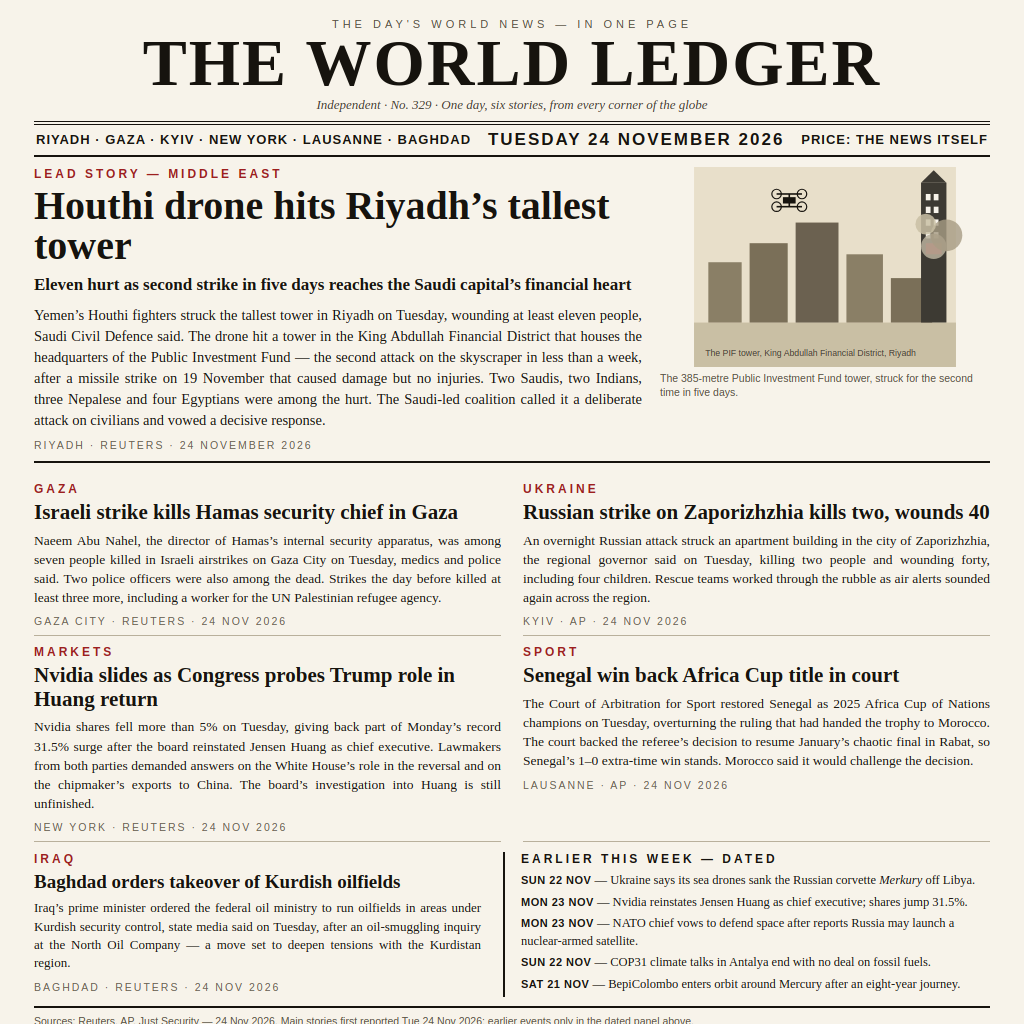 THE DAY'S WORLD NEWS — IN ONE PAGE
THE WORLD LEDGER
Independent · No. 329 · One day, six stories, from every corner of the globe
RIYADH · GAZA · KYIV · NEW YORK · LAUSANNE · BAGHDAD
TUESDAY 24 NOVEMBER 2026
PRICE: THE NEWS ITSELF
LEAD STORY — MIDDLE EAST
Houthi drone hits Riyadh’s tallest
tower
Eleven hurt as second strike in five days reaches the Saudi capital’s financial heart
Yemen’s Houthi fighters struck the tallest tower in Riyadh on Tuesday, wounding at least eleven people,
Saudi Civil Defence said. The drone hit a tower in the King Abdullah Financial District that houses the
headquarters of the Public Investment Fund — the second attack on the skyscraper in less than a week,
after a missile strike on 19 November that caused damage but no injuries. Two Saudis, two Indians,
three Nepalese and four Egyptians were among the hurt. The Saudi-led coalition called it a deliberate
attack on civilians and vowed a decisive response.
RIYADH · REUTERS · 24 NOVEMBER 2026
The PIF tower, King Abdullah Financial District, Riyadh
The 385-metre Public Investment Fund tower, struck for the second
time in five days.
GAZA
Israeli strike kills Hamas security chief in Gaza
Naeem Abu Nahel, the director of Hamas’s internal security apparatus, was among
seven people killed in Israeli airstrikes on Gaza City on Tuesday, medics and police
said. Two police officers were also among the dead. Strikes the day before killed at
least three more, including a worker for the UN Palestinian refugee agency.
GAZA CITY · REUTERS · 24 NOV 2026
UKRAINE
Russian strike on Zaporizhzhia kills two, wounds 40
An overnight Russian attack struck an apartment building in the city of Zaporizhzhia,
the regional governor said on Tuesday, killing two people and wounding forty,
including four children. Rescue teams worked through the rubble as air alerts sounded
again across the region.
KYIV · AP · 24 NOV 2026
MARKETS
Nvidia slides as Congress probes Trump role in
Huang return
Nvidia shares fell more than 5% on Tuesday, giving back part of Monday’s record
31.5% surge after the board reinstated Jensen Huang as chief executive. Lawmakers
from both parties demanded answers on the White House’s role in the reversal and on
the chipmaker’s exports to China. The board’s investigation into Huang is still
unfinished.
NEW YORK · REUTERS · 24 NOV 2026
SPORT
Senegal win back Africa Cup title in court
The Court of Arbitration for Sport restored Senegal as 2025 Africa Cup of Nations
champions on Tuesday, overturning the ruling that had handed the trophy to Morocco.
The court backed the referee’s decision to resume January’s chaotic final in Rabat, so
Senegal’s 1–0 extra-time win stands. Morocco said it would challenge the decision.
LAUSANNE · AP · 24 NOV 2026
IRAQ
Baghdad orders takeover of Kurdish oilfields
Iraq’s prime minister ordered the federal oil ministry to run oilfields in areas under
Kurdish security control, state media said on Tuesday, after an oil-smuggling inquiry
at the North Oil Company — a move set to deepen tensions with the Kurdistan
region.
BAGHDAD · REUTERS · 24 NOV 2026
EARLIER THIS WEEK — DATED
SUN 22 NOV — Ukraine says its sea drones sank the Russian corvette Merkury off Libya.
MON 23 NOV — Nvidia reinstates Jensen Huang as chief executive; shares jump 31.5%.
MON 23 NOV — NATO chief vows to defend space after reports Russia may launch a
nuclear-armed satellite.
SUN 22 NOV — COP31 climate talks in Antalya end with no deal on fossil fuels.
SAT 21 NOV — BepiColombo enters orbit around Mercury after an eight-year journey.
Sources: Reuters, AP, Just Security — 24 Nov 2026. Main stories first reported Tue 24 Nov 2026; earlier events only in the dated panel above.